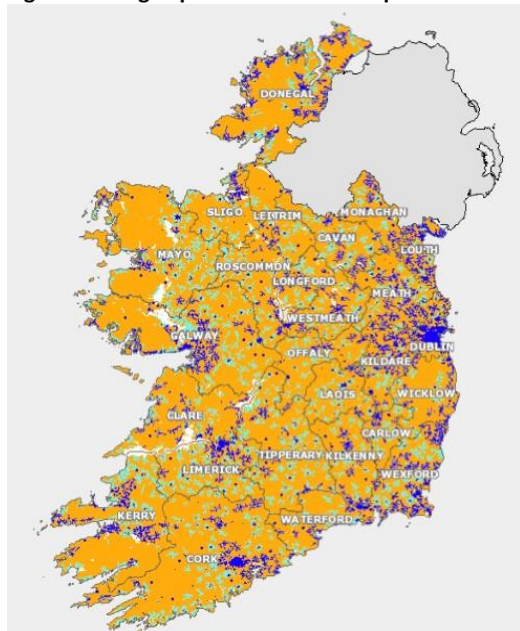 DONEGAL
SLIGO
LEITRIM
MONAGHAN
CAVAN
LOUTH
MAYO
ROSCOMMON
LONGFORD
MEATH
WESTMEATH
GALWAY
DUBLIN
OFFALY
KILDARE
LAOIS
WICKLOW
CLARE
CARLOW
TIPPERARY
KILKENNY
LIMERICK
WEXFORD
KERRY
WATERFORD
CORK